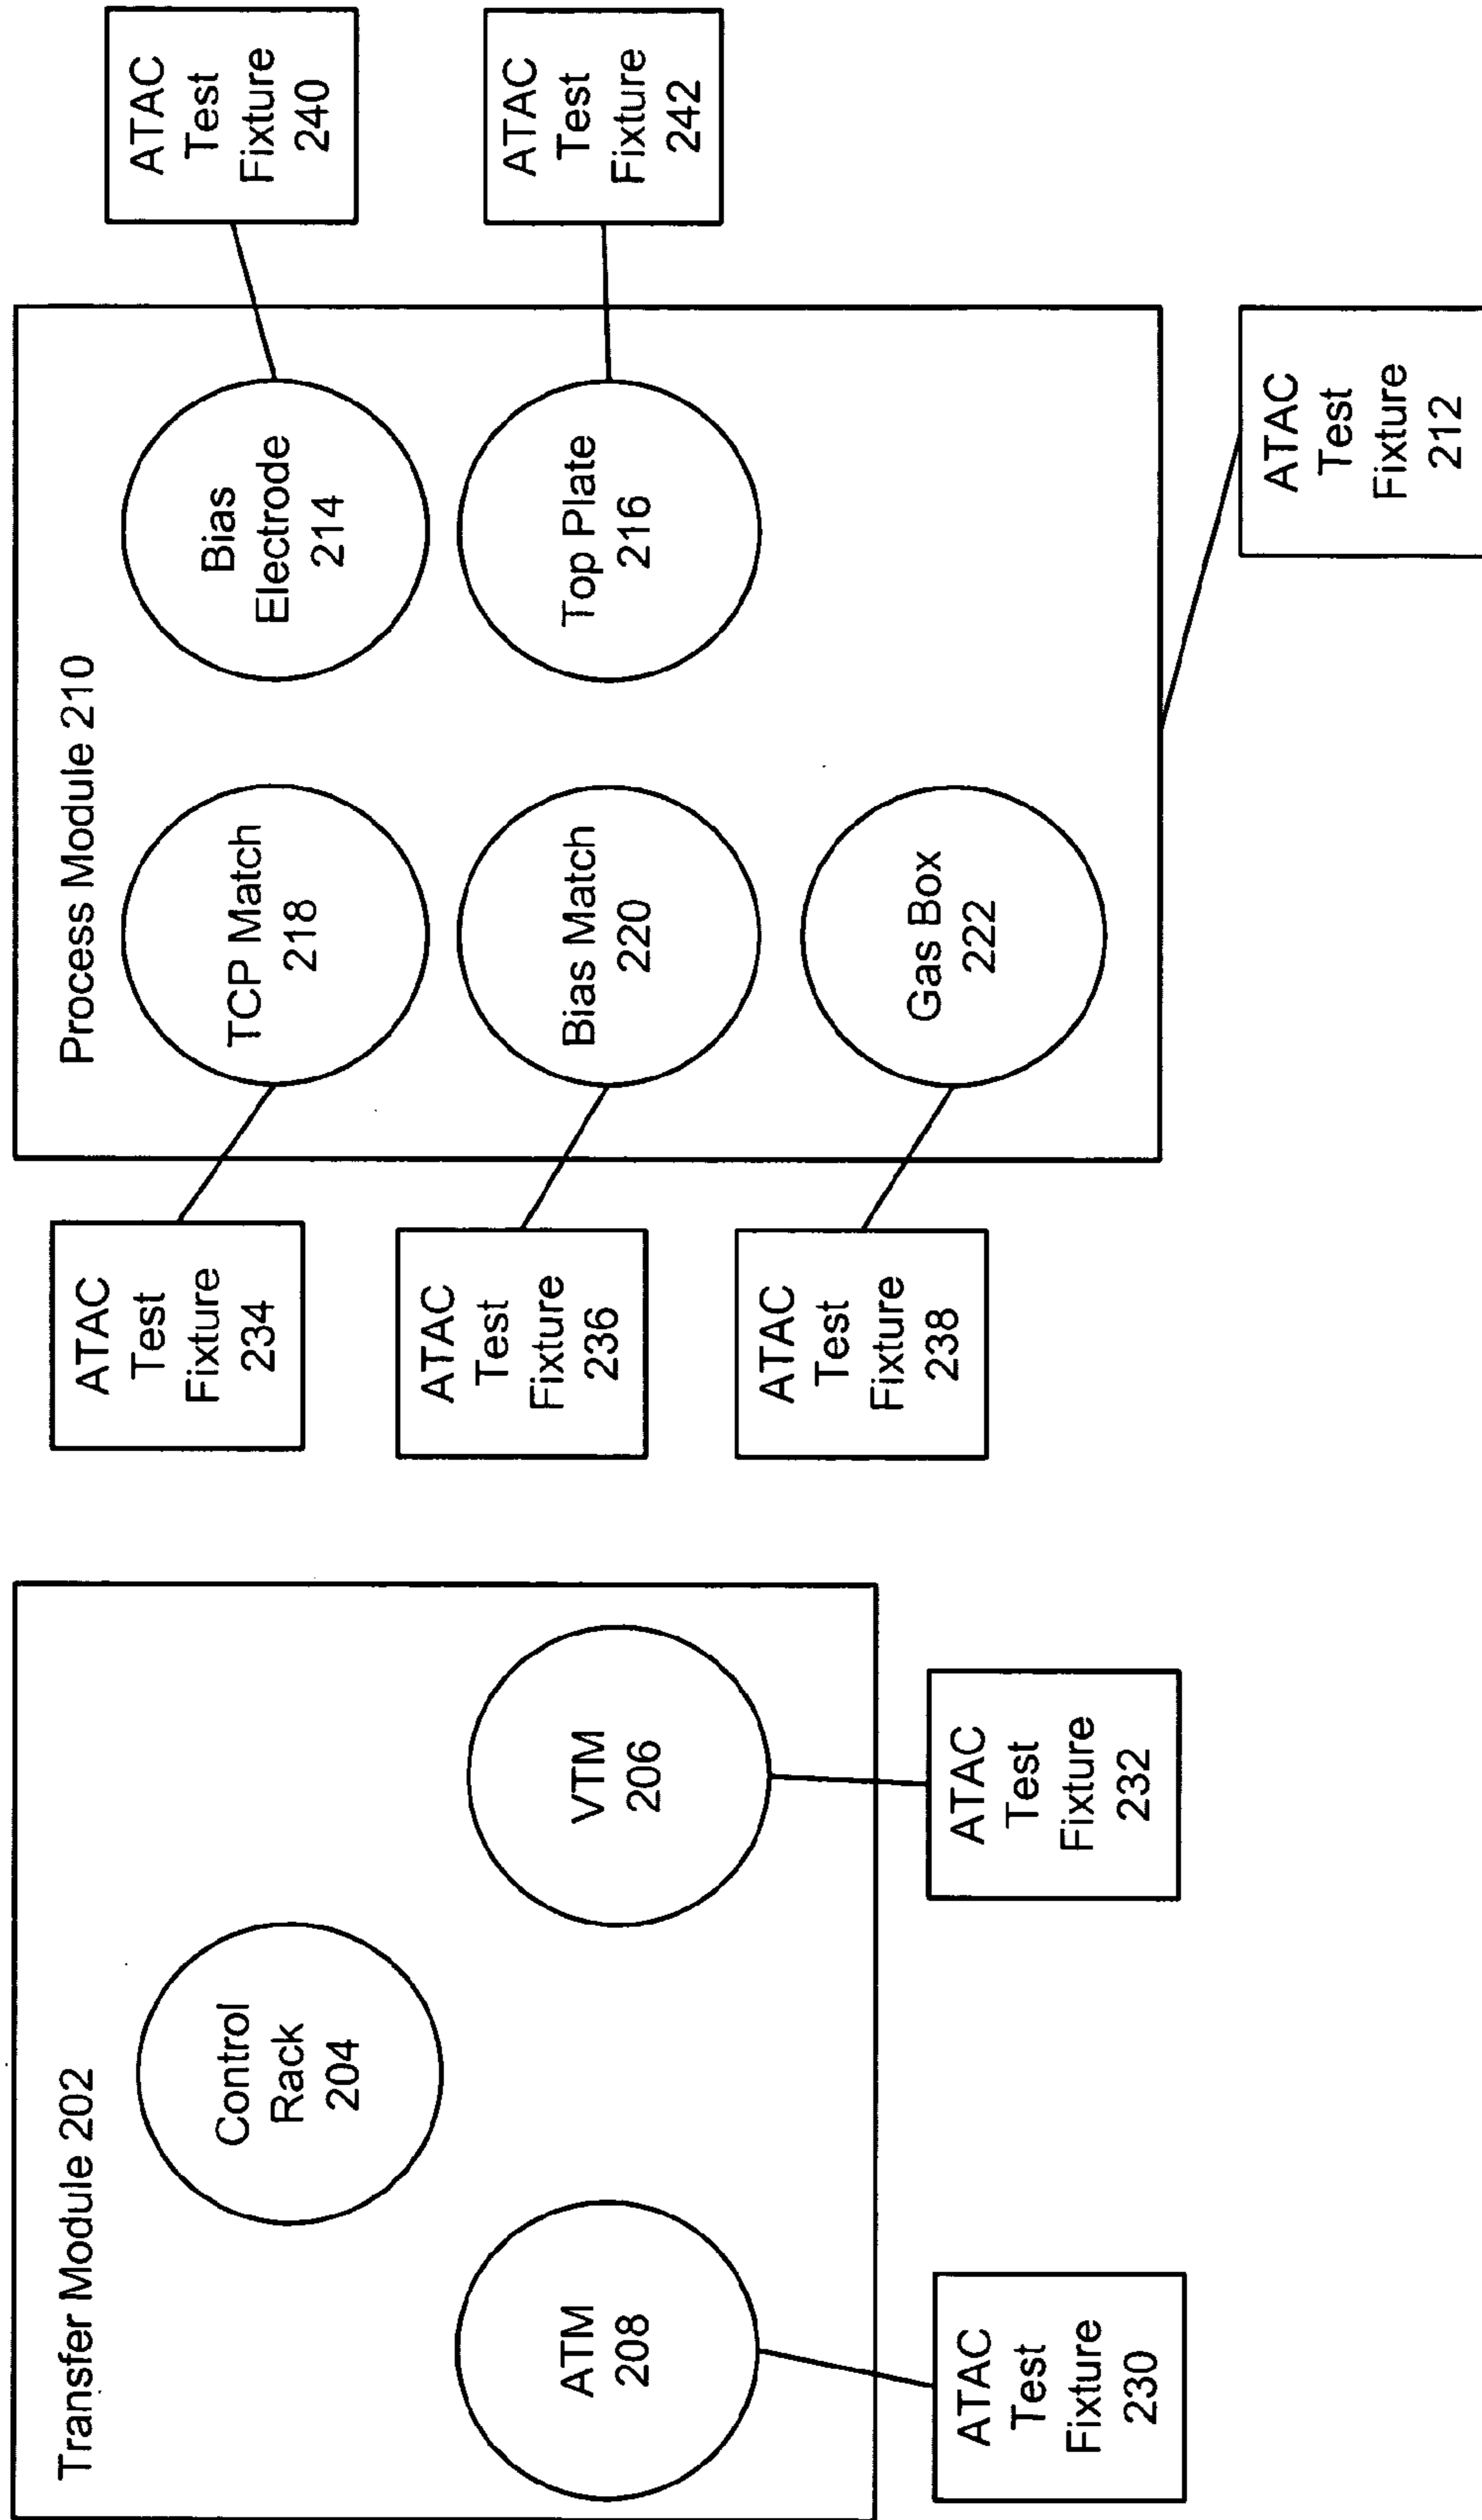 Transfer Module 202
Control
Rack
204
ATM
208
VTM
206
ATAC
Test
Fixture
230
ATAC
Test
Fixture
232
Process Module 210
TCP Match
218
Bias
Electrode
214
Bias Match
220
Top Plate
216
Gas Box
222
ATAC
Test
Fixture
234
ATAC
Test
Fixture
236
ATAC
Test
Fixture
238
ATAC
Test
Fixture
240
ATAC
Test
Fixture
242
ATAC
Test
Fixture
212